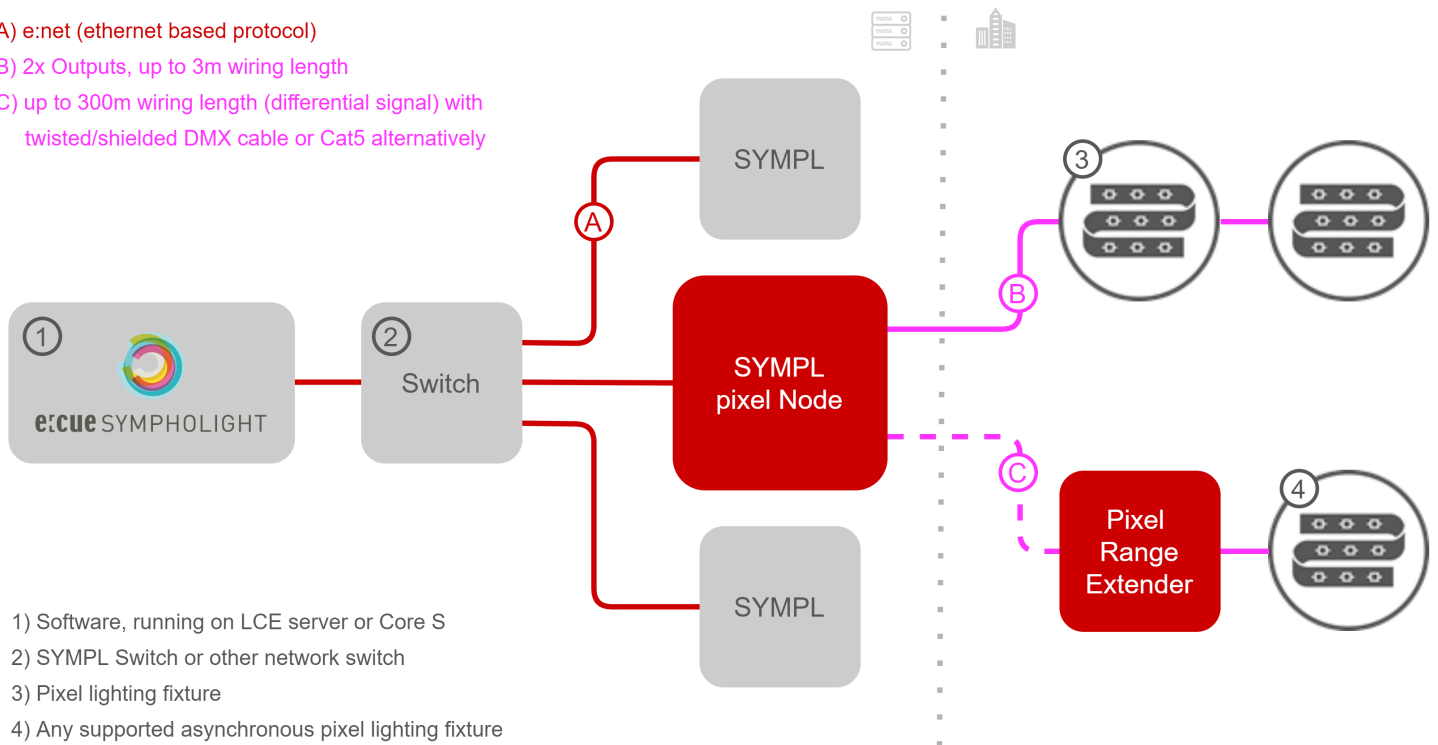 A) e:net (ethernet based protocol)
B) 2x Outputs, up to 3m wiring length
C) up to 300m wiring length (differential signal) with
twisted/shielded DMX cable or Cat5 alternatively
SYMPL
3
A
B
1
e:cue SYMPHOLIGHT
2
Switch
SYMPL
pixel Node
C
4
Pixel
Range
Extender
SYMPL
1) Software, running on LCE server or Core S
2) SYMPL Switch or other network switch
3) Pixel lighting fixture
4) Any supported asynchronous pixel lighting fixture